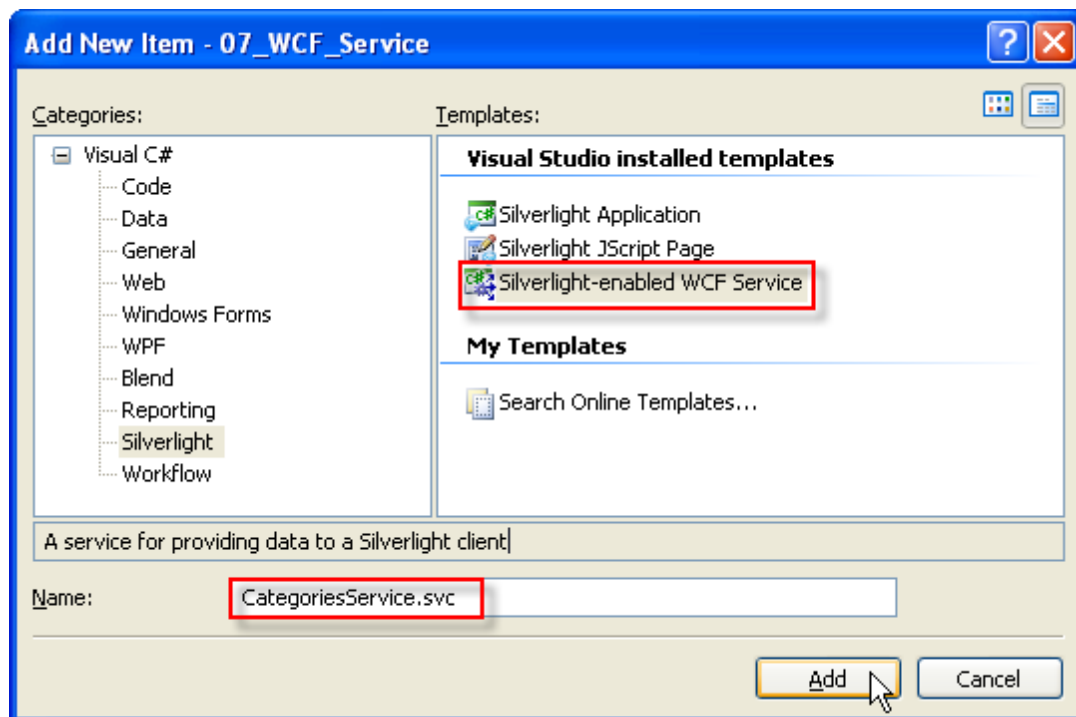 Add New Item - 07_WCF_Service
Categories:
Templates:
Visual C#
Code
Data
General
Web
Windows Forms
WPF
Blend
Reporting
Silverlight
Workflow
Visual Studio installed templates
Silverlight Application
Silverlight JScript Page
Silverlight-enabled WCF Service
My Templates
Search Online Templates...
A service for providing data to a Silverlight client
Name:
CategoriesService.svc
Add
Cancel